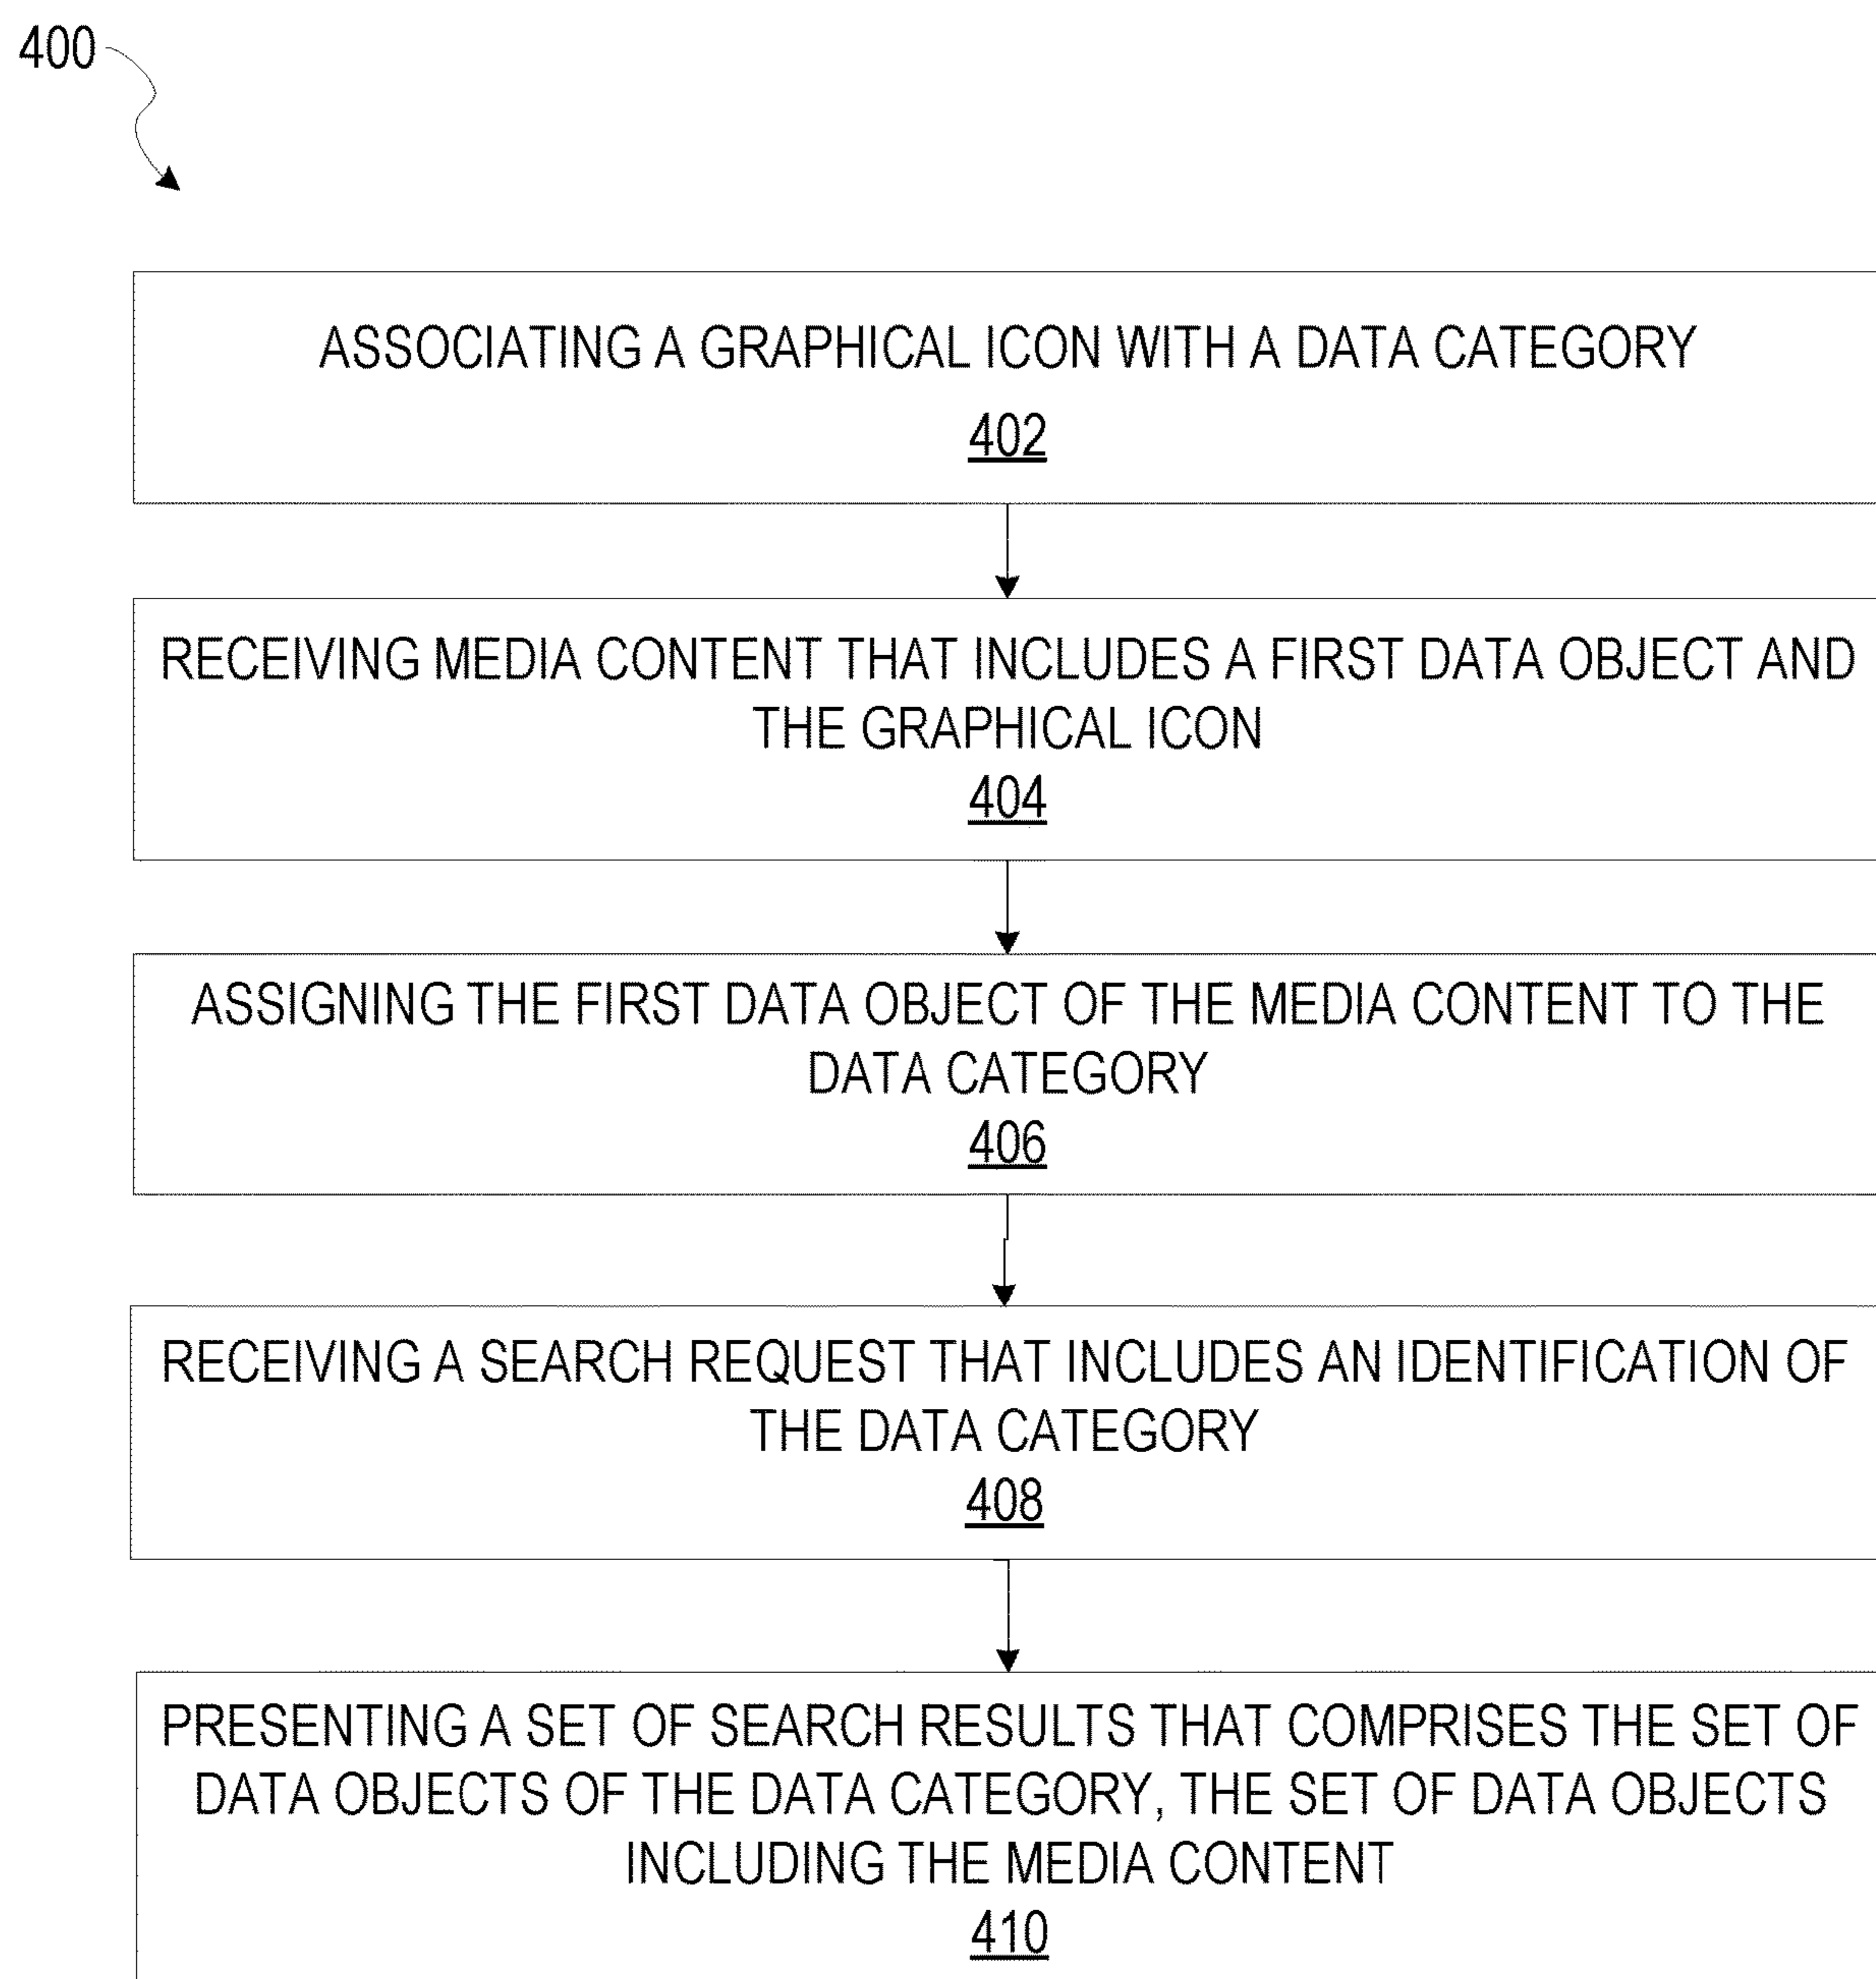 400
ASSOCIATING A GRAPHICAL ICON WITH A DATA CATEGORY
402
RECEIVING MEDIA CONTENT THAT INCLUDES A FIRST DATA OBJECT AND
THE GRAPHICAL ICON
404
ASSIGNING THE FIRST DATA OBJECT OF THE MEDIA CONTENT TO THE
DATA CATEGORY
406
RECEIVING A SEARCH REQUEST THAT INCLUDES AN IDENTIFICATION OF
THE DATA CATEGORY
408
PRESENTING A SET OF SEARCH RESULTS THAT COMPRISES THE SET OF
DATA OBJECTS OF THE DATA CATEGORY, THE SET OF DATA OBJECTS
INCLUDING THE MEDIA CONTENT
410